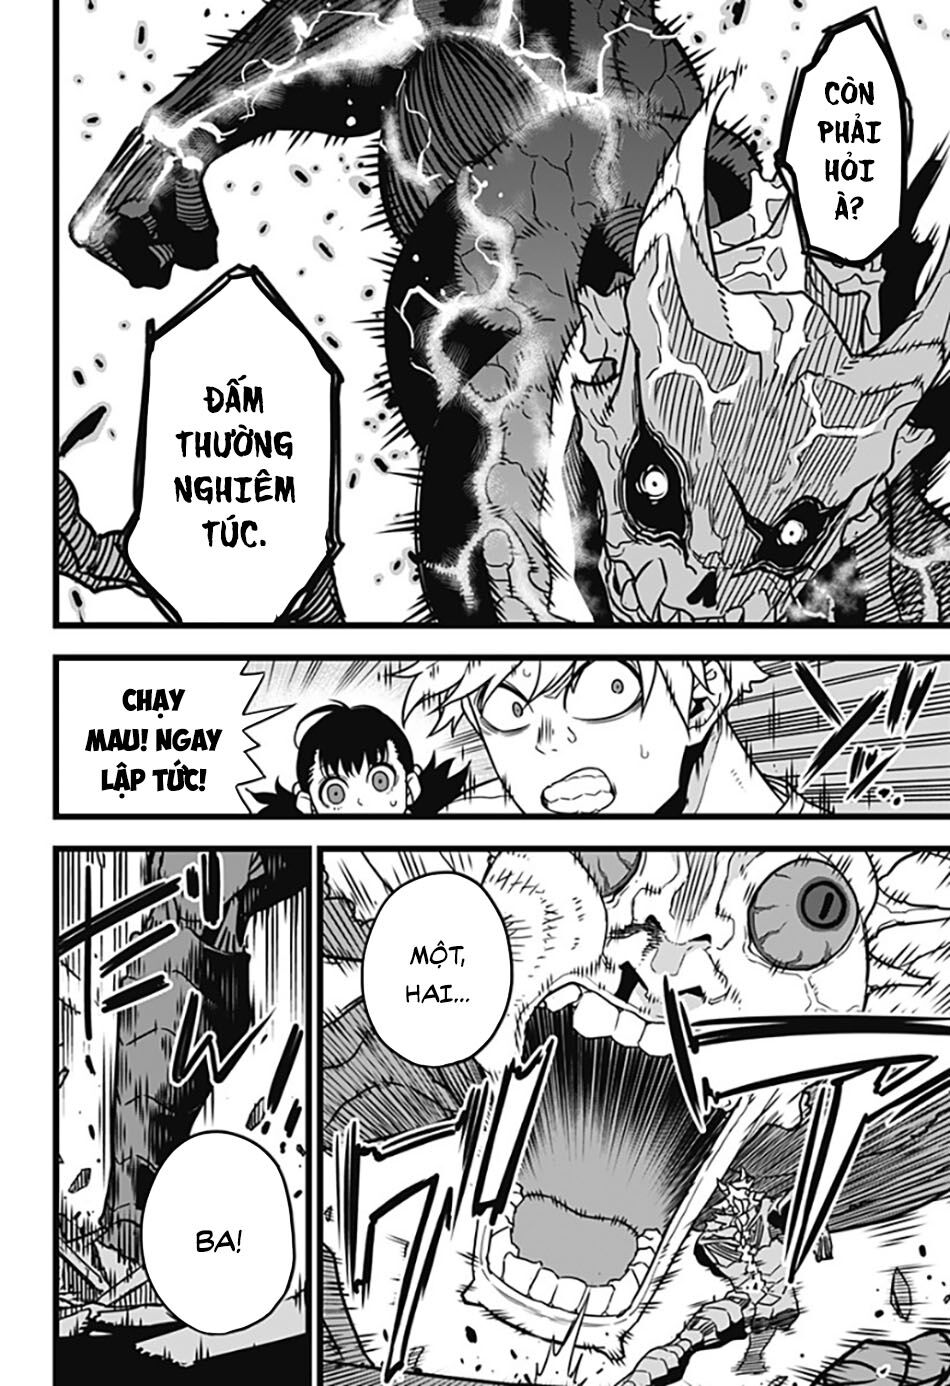 CÒN
PHẢI
HỎI
À?
ĐẤM
THƯỜNG
NGHIÊM
TÚC.
CHẠY
MAU! NGAY
LẬP TỨC!
MỘT,
HAI...
BA!